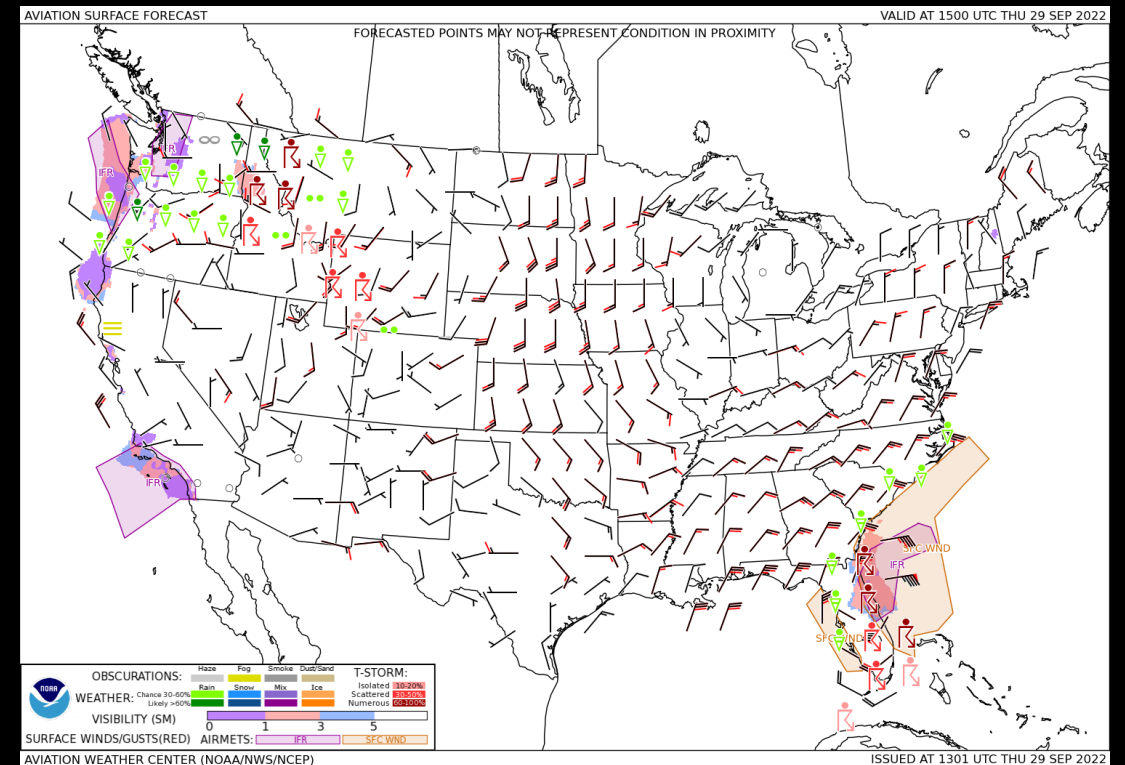 AVIATION SURFACE FORECAST
VALID AT 1500 UTC THU 29 SEP 2022
FORECASTED POINTS MAY NOT REPRESENT CONDITION IN PROXIMITY
IFR
IFR
IFR
SFC WND
IFR
SFC WND
OBSCURATIONS:
Haze Fog Smoke Dust/Sand
T-STORM:
WEATHER:
Rain Snow Mix Ice
Chance 30-60%
Likely >60%
Isolated 10-20%
Scattered 30-50%
Numerous 60-100%
NOAA
VISIBILITY (SM)
0 1 3 5
SURFACE WINDS/GUSTS(RED) AIRMETS: IFR SFC WND
AVIATION WEATHER CENTER (NOAA/NWS/NCEP)
ISSUED AT 1301 UTC THU 29 SEP 2022